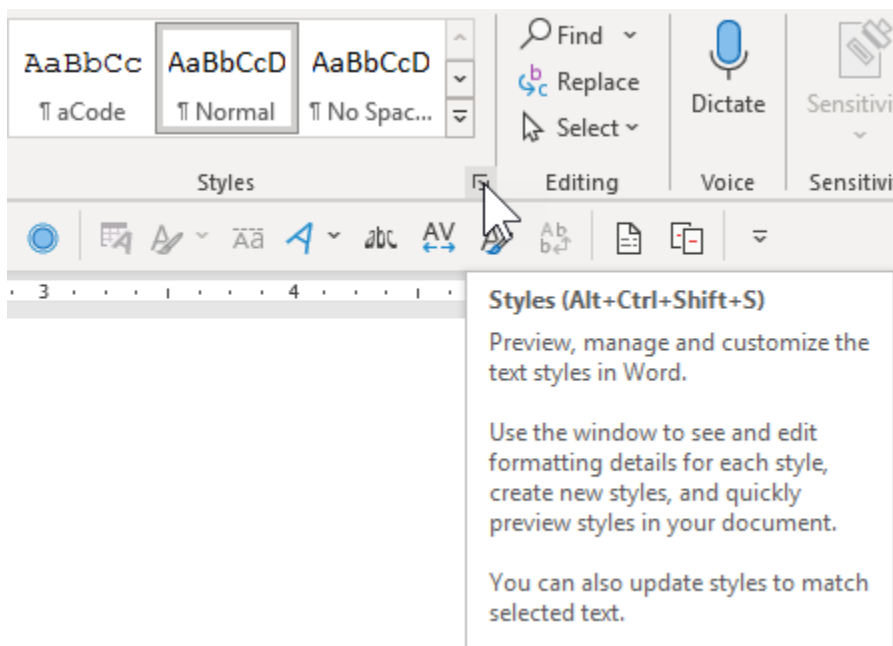 AaBbCc AaBbCcD AaBbCcD
¶ aCode ¶ Normal ¶ No Spac...
Styles
Find
Replace
Select
Editing
Dictate
Voice
Sensitivi
Sensitivi
Aa abc AV Ab
b
3 4
Styles (Alt+Ctrl+Shift+S)
Preview, manage and customize the
text styles in Word.
Use the window to see and edit
formatting details for each style,
create new styles, and quickly
preview styles in your document.
You can also update styles to match
selected text.